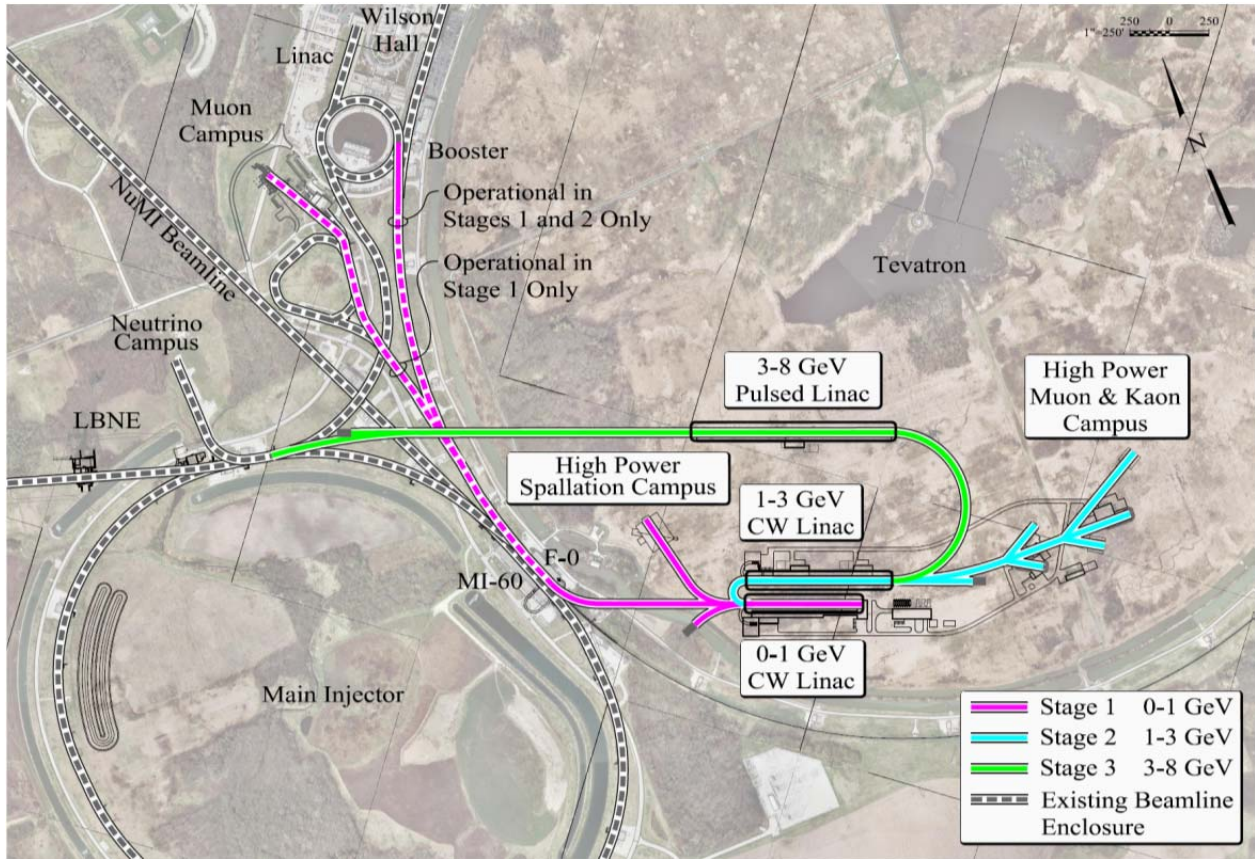 Wilson
Hall
Linac
250 0 250
1"=250'
N
Muon
Campus
Booster
NuMI Beamline
Operational in
Stages 1 and 2 Only
Operational in
Stage 1 Only
Tevatron
Neutrino
Campus
LBNE
3-8 GeV
Pulsed Linac
High Power
Muon & Kaon
Campus
High Power
Spallation Campus
1-3 GeV
CW Linac
F-0
MI-60
0-1 GeV
CW Linac
Main Injector
Stage 1 0-1 GeV
Stage 2 1-3 GeV
Stage 3 3-8 GeV
Existing Beamline
Enclosure